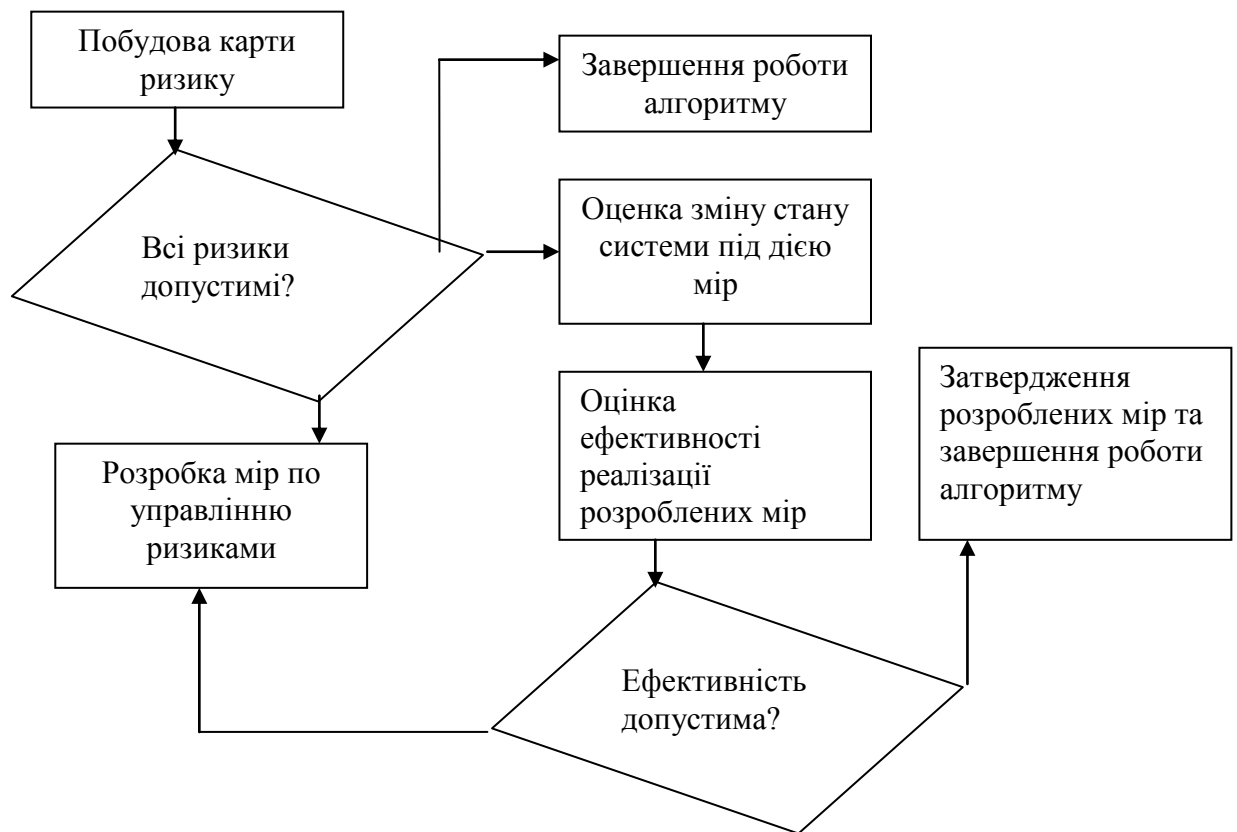 Побудова карти
ризику
Завершення роботи
алгоритму
Всі ризики
допустимі?
Оценка зміну стану
системи під дією
мір
Розробка мір по
управлінню
ризиками
Оцінка
ефективності
реалізації
розроблених мір
Затвердження
розроблених мір та
завершення роботи
алгоритму
Ефективність
допустима?